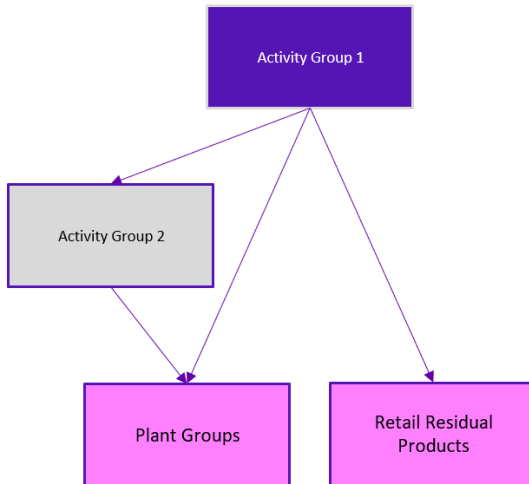 Activity Group 1
Activity Group 2
Plant Groups
Retail Residual
Products